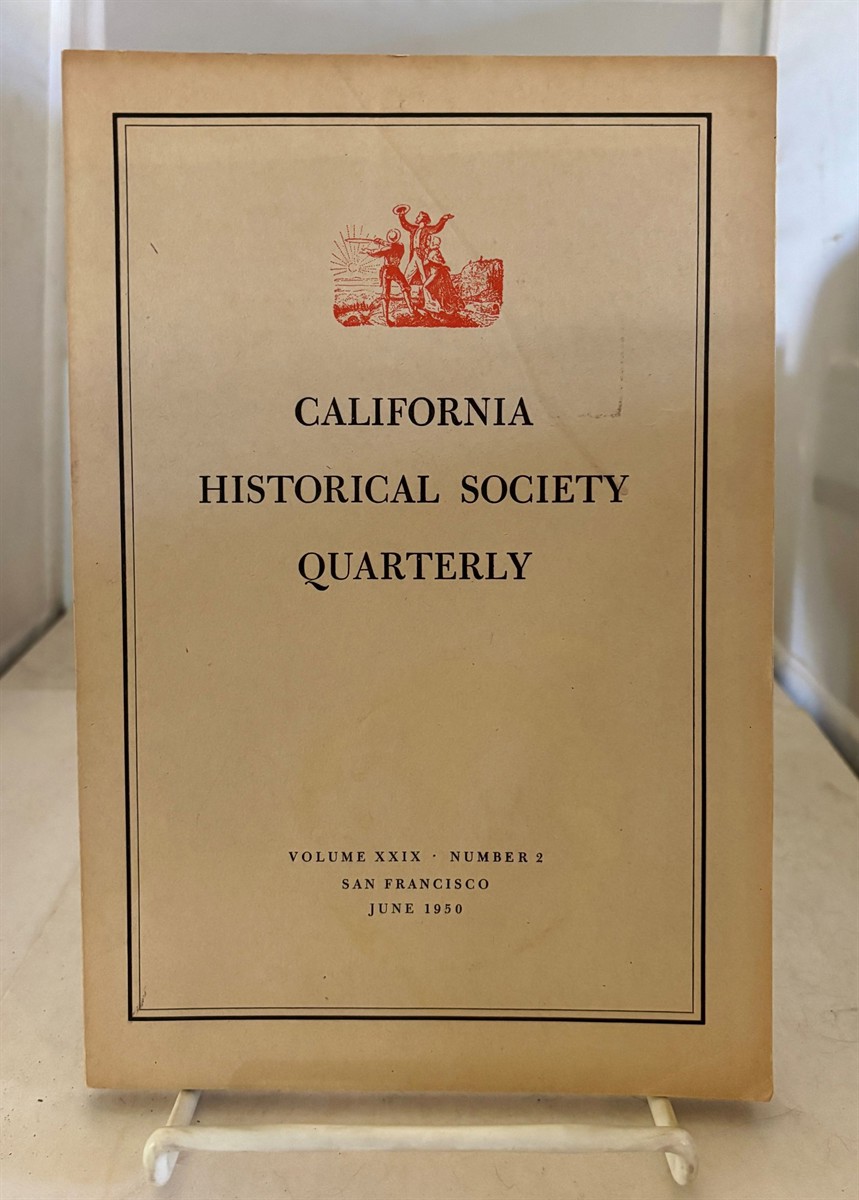 CALIFORNIA
HISTORICAL SOCIETY
QUARTERLY
VOLUME XXIX · NUMBER 2
SAN FRANCISCO
JUNE 1950